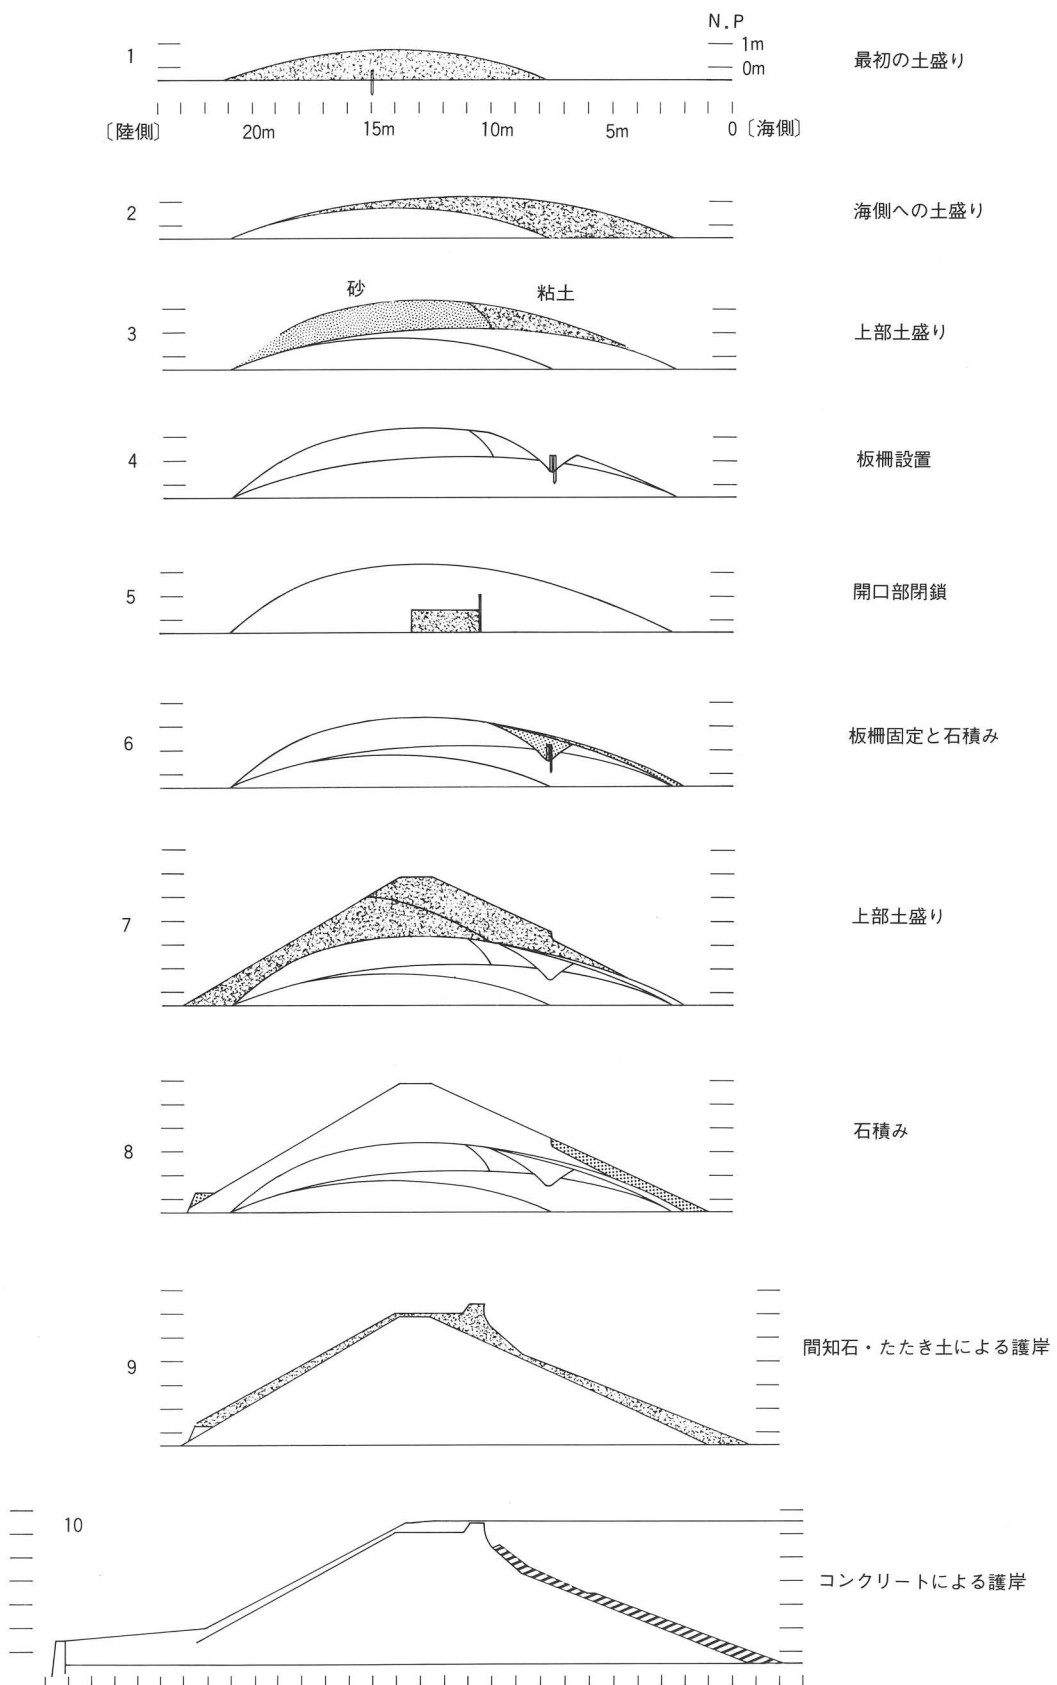 N.P
1
1m
0m
最初の土盛り
〔陸側〕 20m 15m 10m 5m 0 〔海側〕
2
海側への土盛り
砂 粘土
3
上部土盛り
4
板柵設置
5
開口部閉鎖
6
板柵固定と石積み
7
上部土盛り
8
石積み
9
間知石・たたき土による護岸
10
コンクリートによる護岸